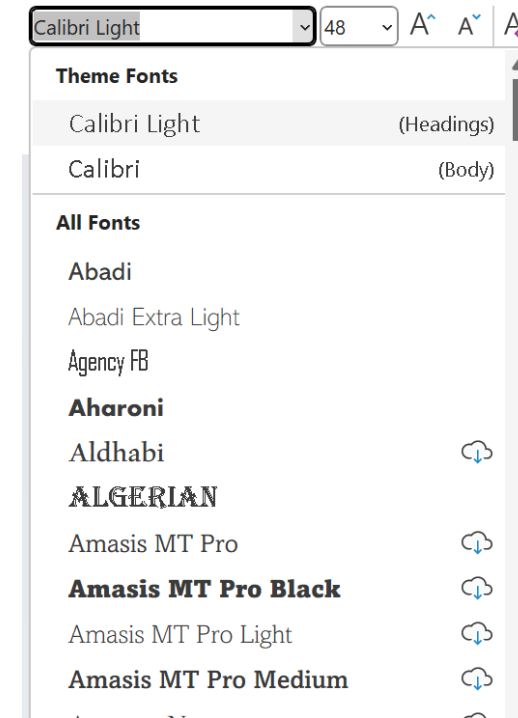 Calibri Light 48 A A A
Theme Fonts
Calibri Light (Headings)
Calibri (Body)
All Fonts
Abadi
Abadi Extra Light
Agency FB
Aharoni
Aldhabi
ALGERIAN
Amasis MT Pro
Amasis MT Pro Black
Amasis MT Pro Light
Amasis MT Pro Medium